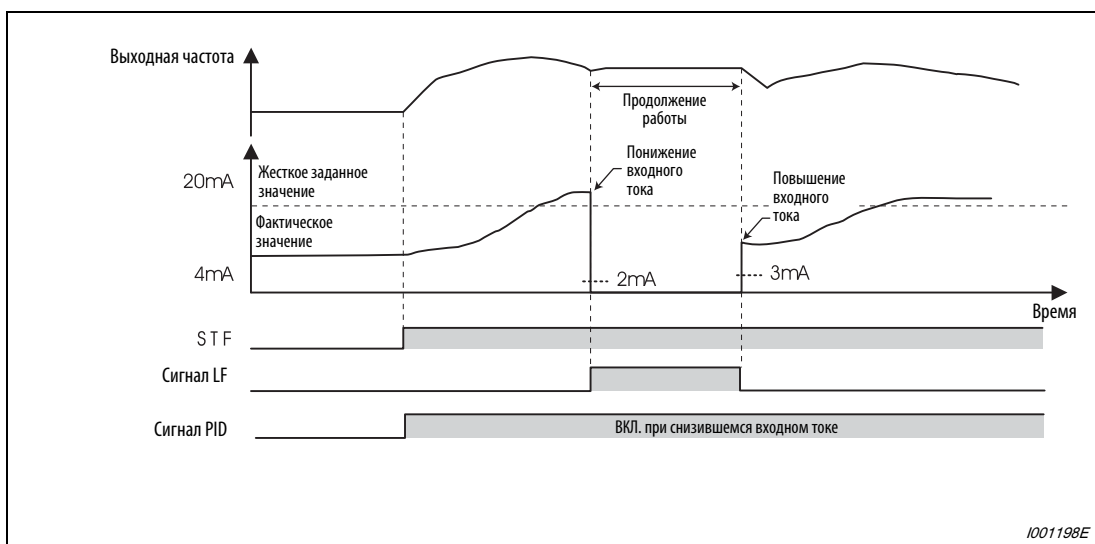 Выходная частота
Продолжение
работы
Понижение
входного
тока
20mA
Жесткое заданное
значение
Повышение
входного
тока
Фактическое
значение
4mA
2mA
3mA
Время
STF
Сигнал LF
Сигнал PID
ВКЛ. при снизившемся входном токе
I001198E